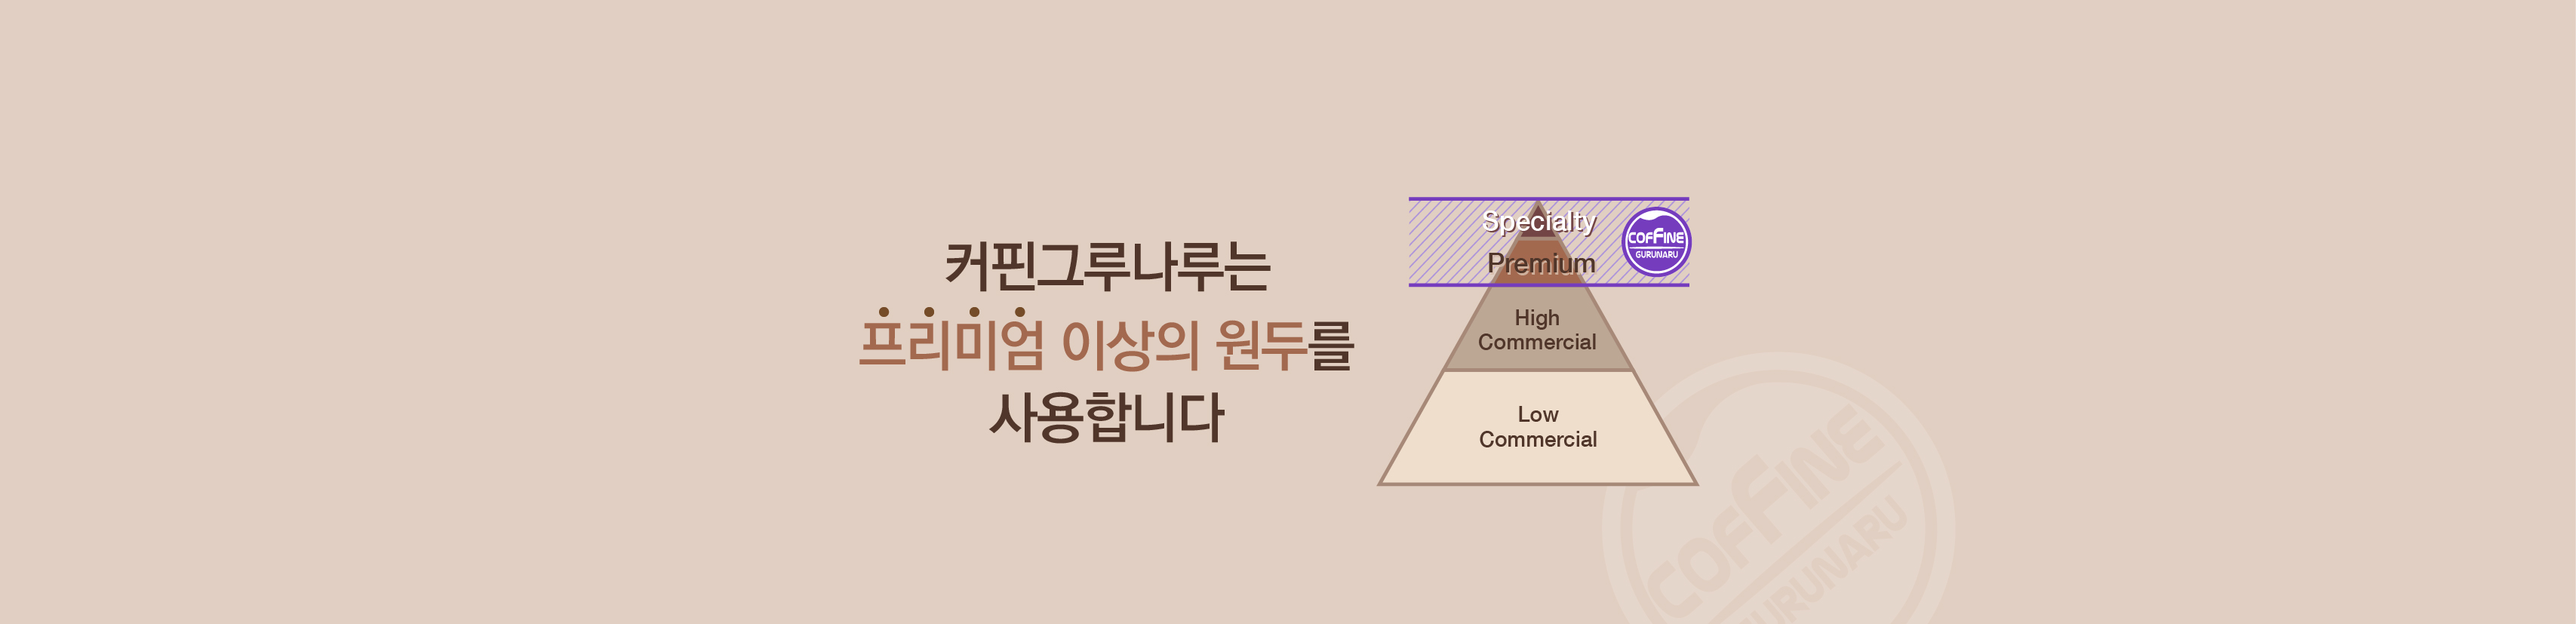 커핀그루나루는
프리미엄 이상의 원두를
사용합니다
Specialty
Premium
COFFINE
GURUNARU
High
Commercial
Low
Commercial
COFFINE
GURUNARU